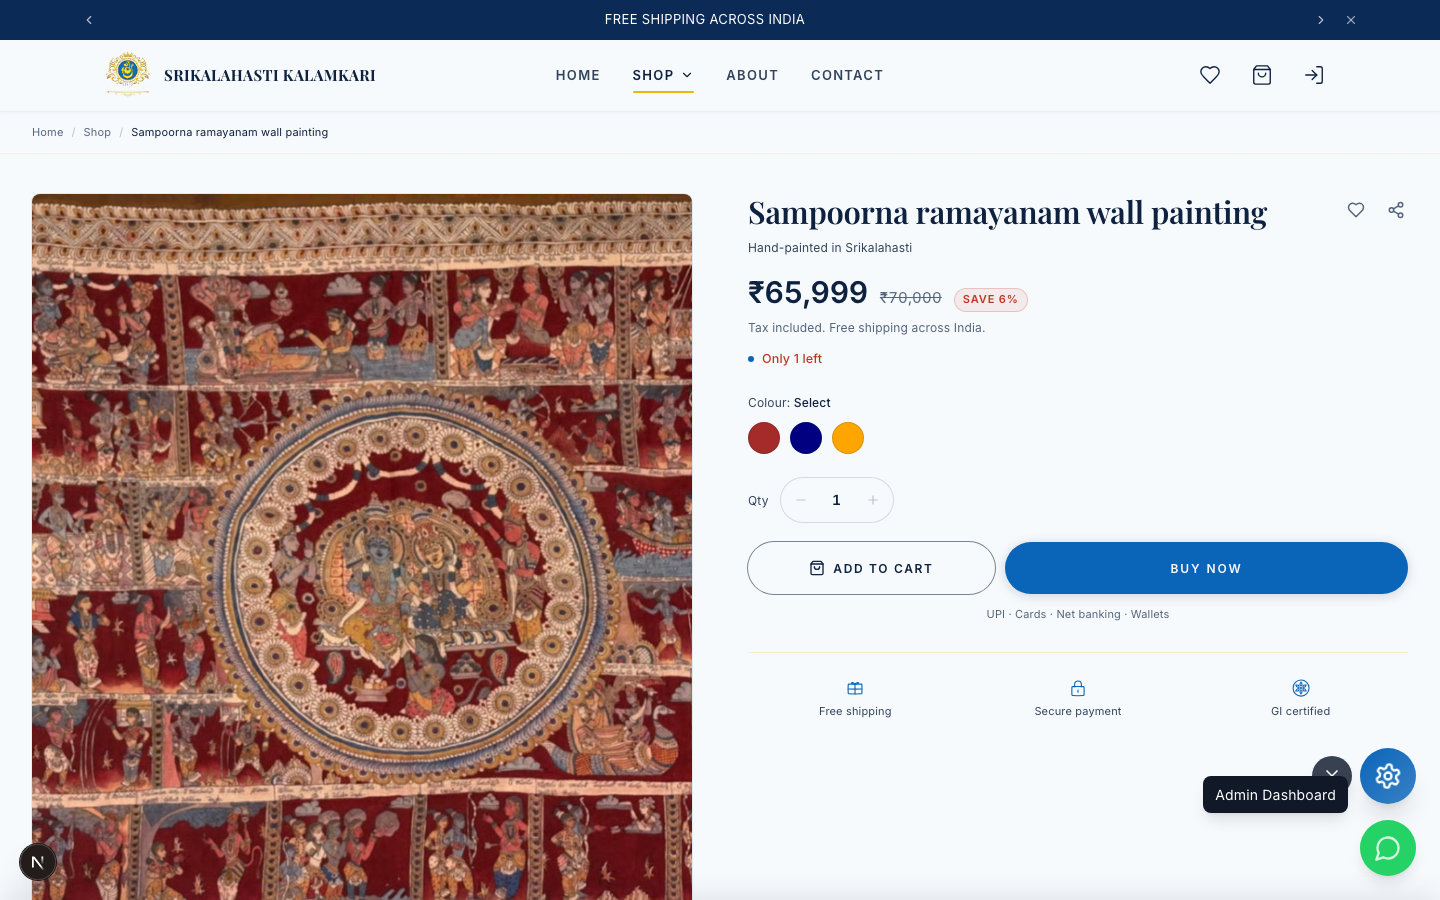 FREE SHIPPING ACROSS INDIA
SRIKALAHASTI KALAMKARI
HOME
SHOP
ABOUT
CONTACT
Home / Shop / Sampoorna ramayanam wall painting
Sampoorna ramayanam wall painting
Hand-painted in Srikalahasti
₹65,999 ₹70,000 SAVE 6%
Tax included. Free shipping across India.
Only 1 left
Colour: Select
Qty
1
ADD TO CART
BUY NOW
UPI · Cards · Net banking · Wallets
Free shipping
Secure payment
GI certified
Admin Dashboard
N